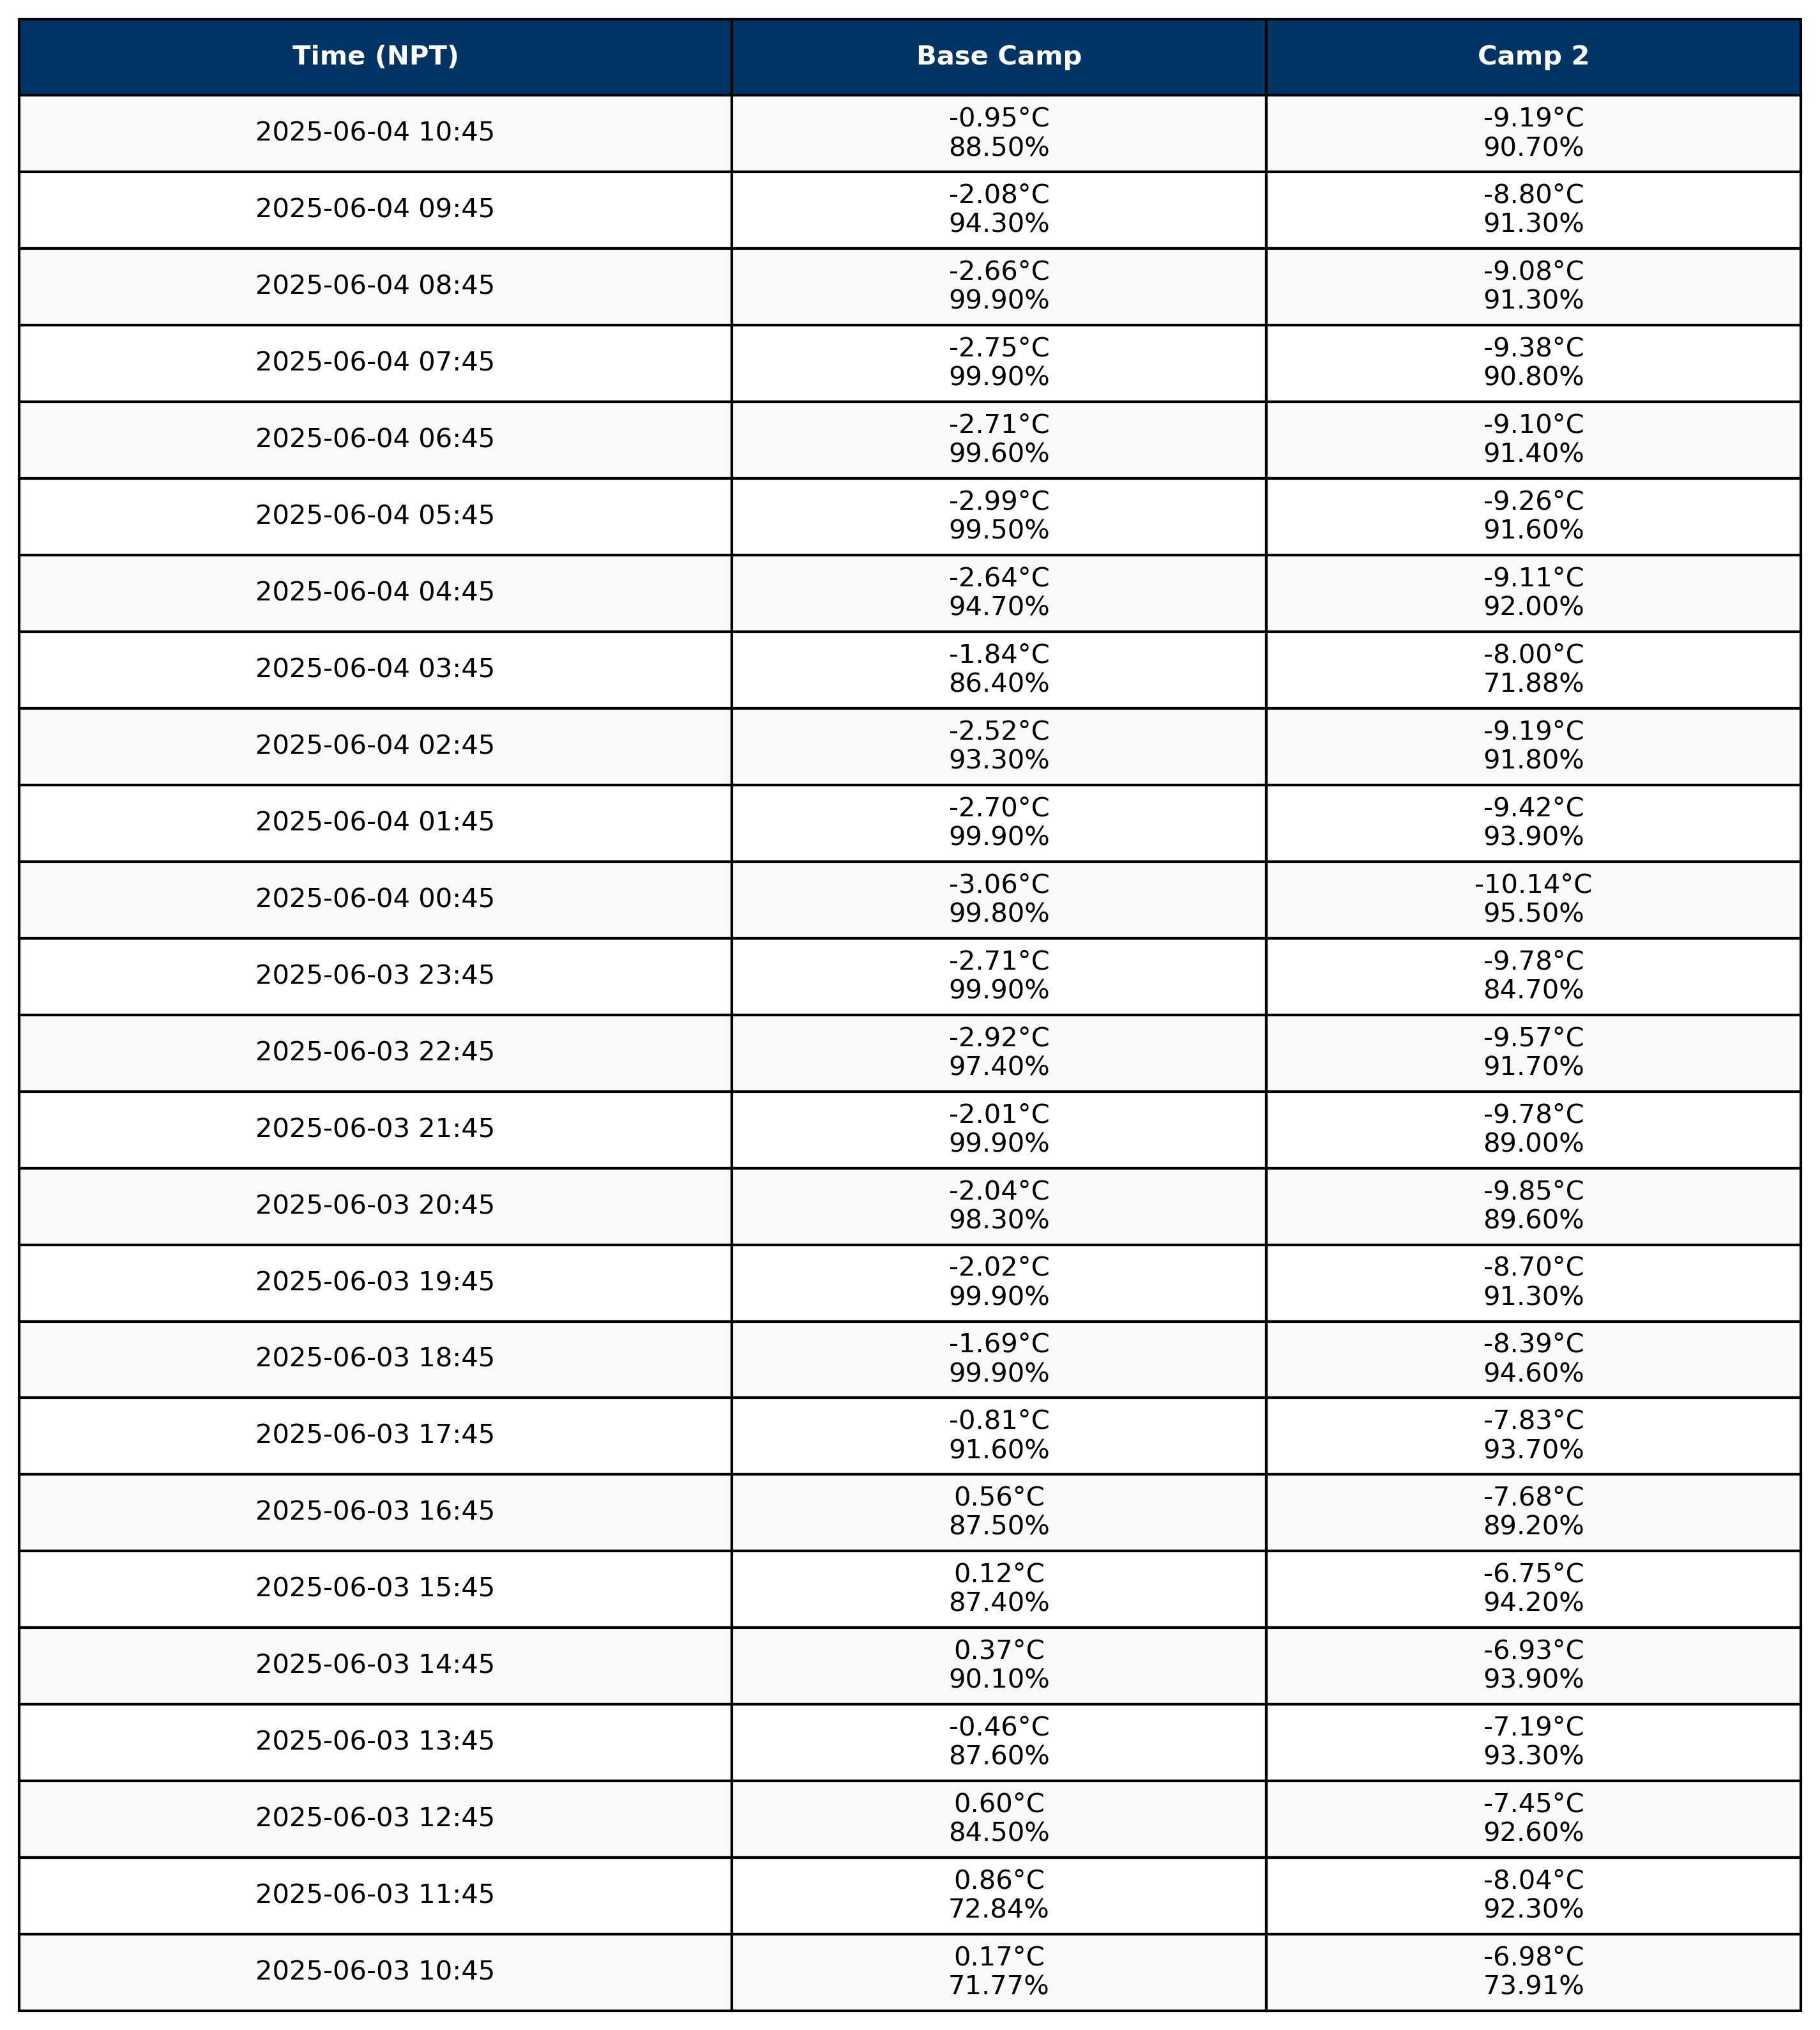 Time (NPT) Base Camp Camp 2
2025-06-04 10:45 -0.95°C -9.19°C
88.50% 90.70%
2025-06-04 09:45 -2.08°C -8.80°C
94.30% 91.30%
2025-06-04 08:45 -2.66°C -9.08°C
99.90% 91.30%
2025-06-04 07:45 -2.75°C -9.38°C
99.90% 90.80%
2025-06-04 06:45 -2.71°C -9.10°C
99.60% 91.40%
2025-06-04 05:45 -2.99°C -9.26°C
99.50% 91.60%
2025-06-04 04:45 -2.64°C -9.11°C
94.70% 92.00%
2025-06-04 03:45 -1.84°C -8.00°C
86.40% 71.88%
2025-06-04 02:45 -2.52°C -9.19°C
93.30% 91.80%
2025-06-04 01:45 -2.70°C -9.42°C
99.90% 93.90%
2025-06-04 00:45 -3.06°C -10.14°C
99.80% 95.50%
2025-06-03 23:45 -2.71°C -9.78°C
99.90% 84.70%
2025-06-03 22:45 -2.92°C -9.57°C
97.40% 91.70%
2025-06-03 21:45 -2.01°C -9.78°C
99.90% 89.00%
2025-06-03 20:45 -2.04°C -9.85°C
98.30% 89.60%
2025-06-03 19:45 -2.02°C -8.70°C
99.90% 91.30%
2025-06-03 18:45 -1.69°C -8.39°C
99.90% 94.60%
2025-06-03 17:45 -0.81°C -7.83°C
91.60% 93.70%
2025-06-03 16:45 0.56°C -7.68°C
87.50% 89.20%
2025-06-03 15:45 0.12°C -6.75°C
87.40% 94.20%
2025-06-03 14:45 0.37°C -6.93°C
90.10% 93.90%
2025-06-03 13:45 -0.46°C -7.19°C
87.60% 93.30%
2025-06-03 12:45 0.60°C -7.45°C
84.50% 92.60%
2025-06-03 11:45 0.86°C -8.04°C
72.84% 92.30%
2025-06-03 10:45 0.17°C -6.98°C
71.77% 73.91%